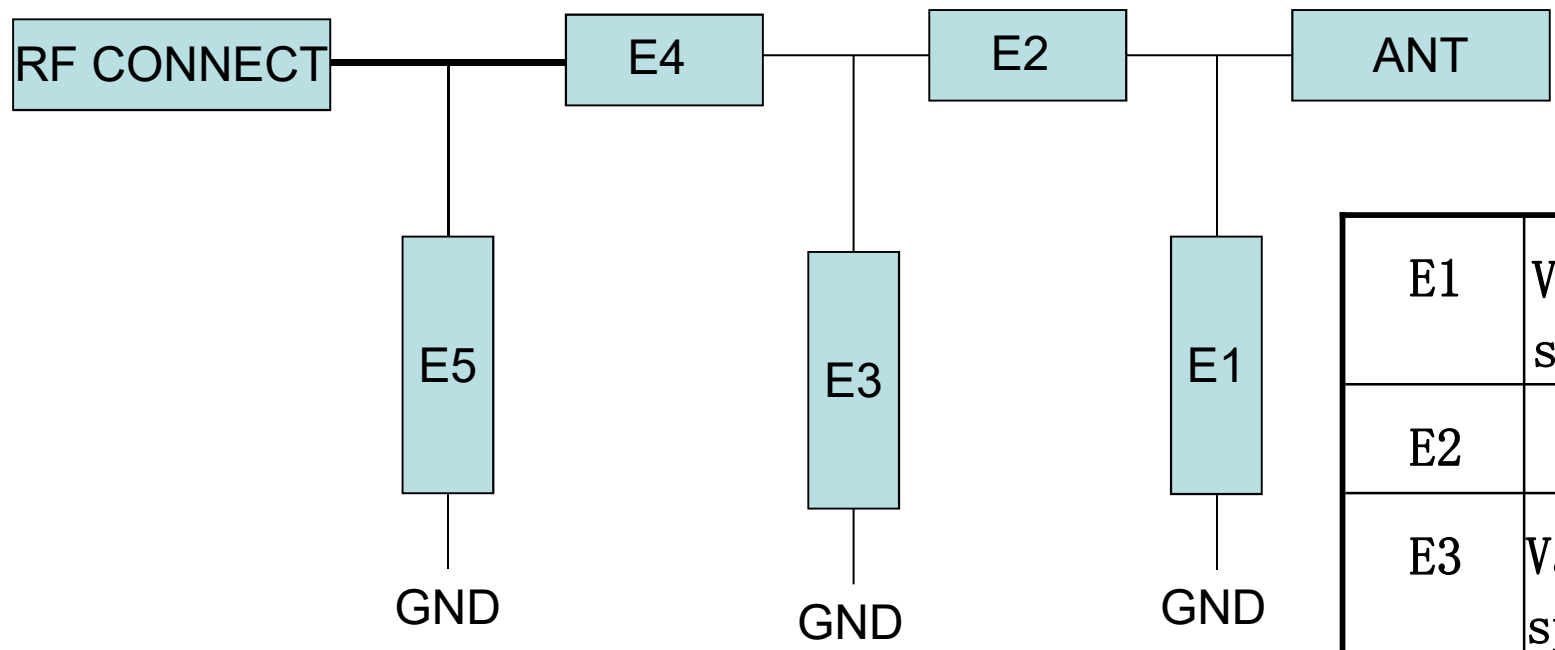 RF CONNECT E4 E2 ANT
E5 E3 E1
GND GND GND
E1
E2
E3